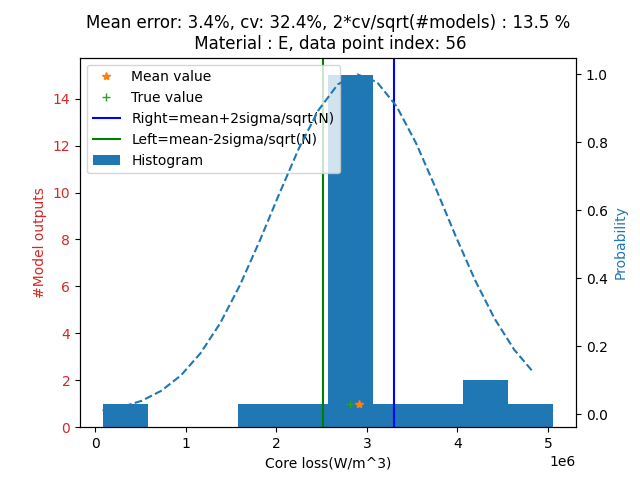 Mean error: 3.4%, cv: 32.4%, 2*cv/sqrt(#models) : 13.5 %
Material : E, data point index: 56
Mean value
True value
Right=mean+2sigma/sqrt(N)
Left=mean-2sigma/sqrt(N)
Histogram
#Model outputs
14
12
10
8
6
4
2
0
1.0
0.8
0.6
0.4
0.2
0.0
Probability
0 1 2 3 4 5
1e6
Core loss(W/m^3)